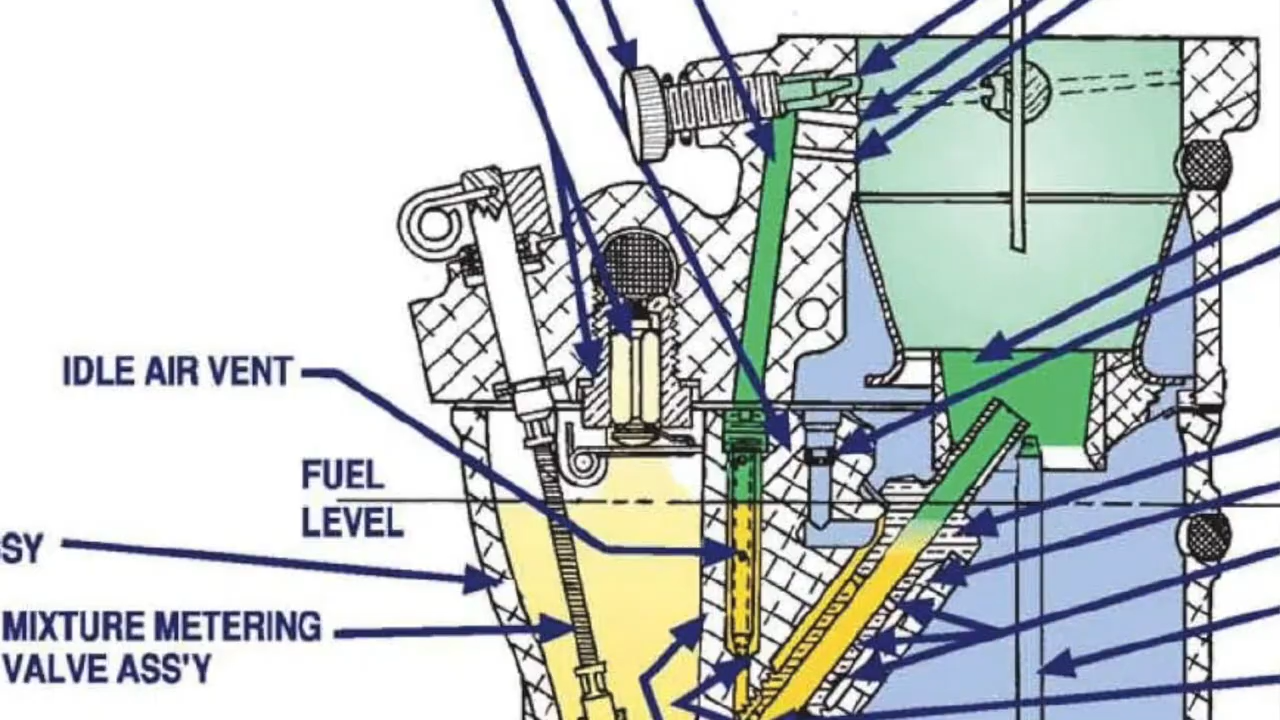 IDLE AIR VENT
FUEL
LEVEL
SY
MIXTURE METERING
VALVE ASS'Y